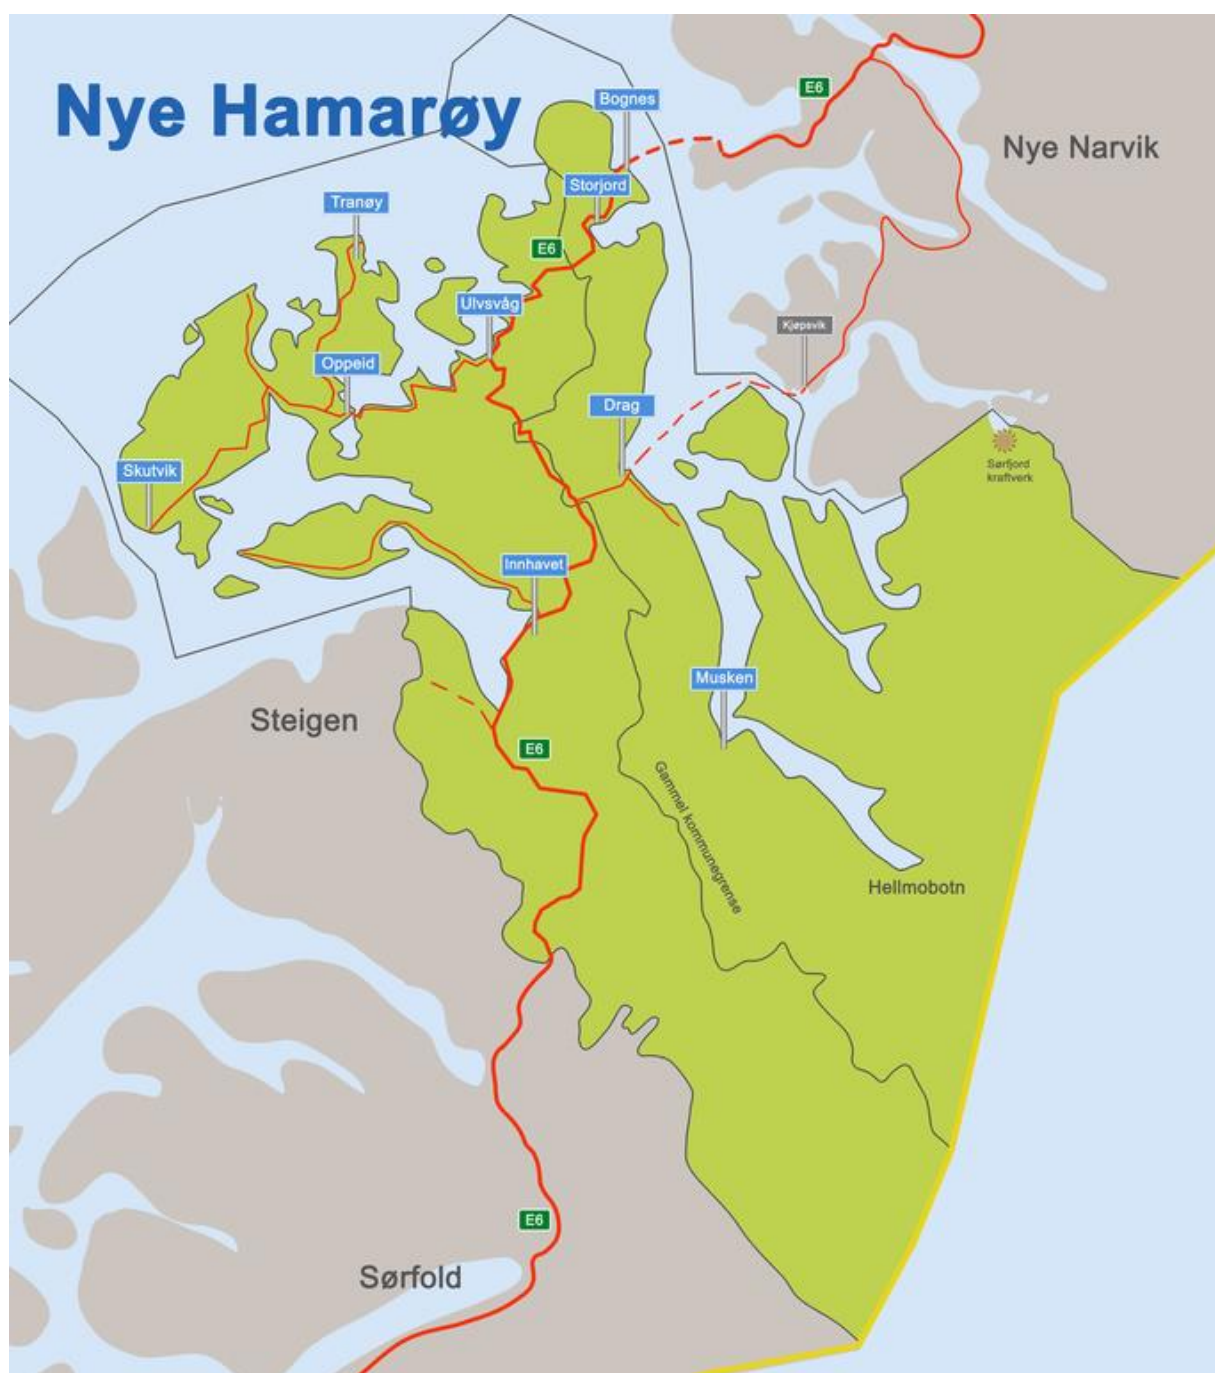 Nye Hamarøy
Bognes
E6
Nye Narvik
Storjord
Tranøy
E6
Ulvsvåg
Kjøpsvik
Oppeid
Drag
Skutvik
Sørfjord
kraftverk
Innhavet
Musken
Steigen
E6
Gammel kommunegrense
Hellmobotn
E6
Sørfold